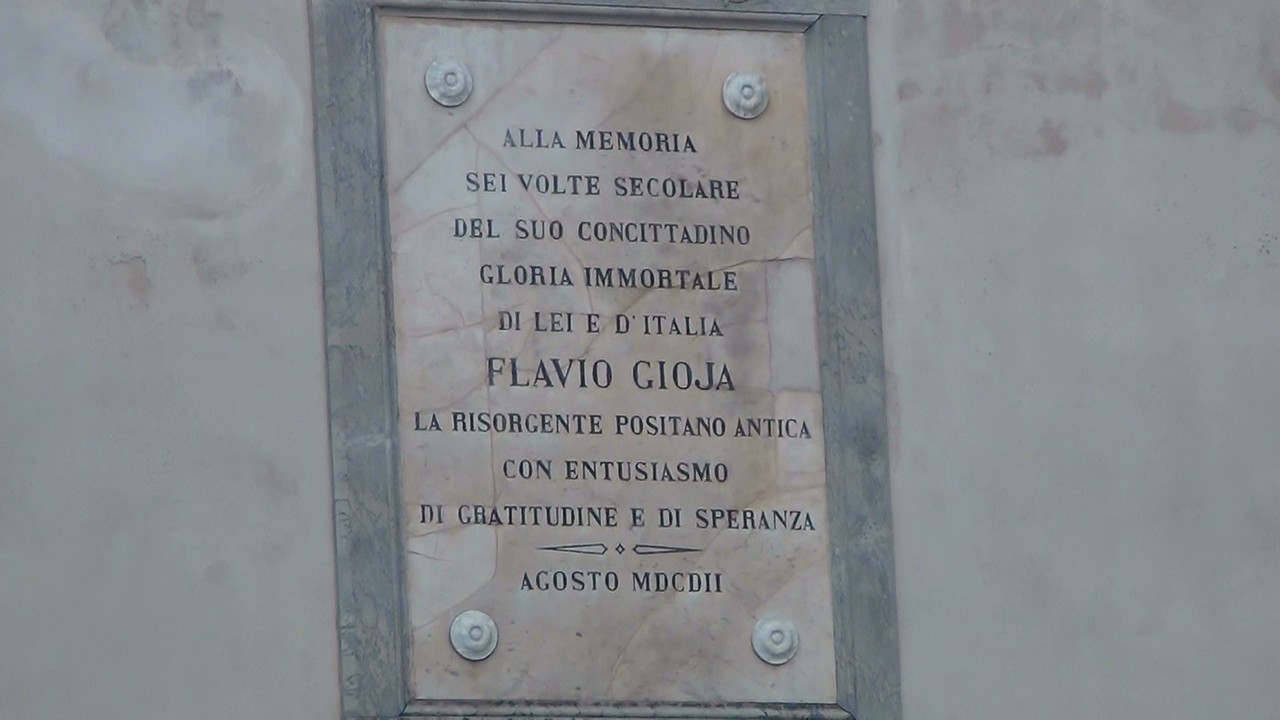 ALLA MEMORIA
SEI VOLTE SECOLARE
DEL SUO CONCITTADINO
GLORIA IMMORTALE
DI LEI E D'ITALIA
FLAVIO GIOJA
LA RISORGENTE POSITANO ANTICA
CON ENTUSIASMO
DI GRATITUDINE E DI SPERANZA
AGOSTO MDCDII